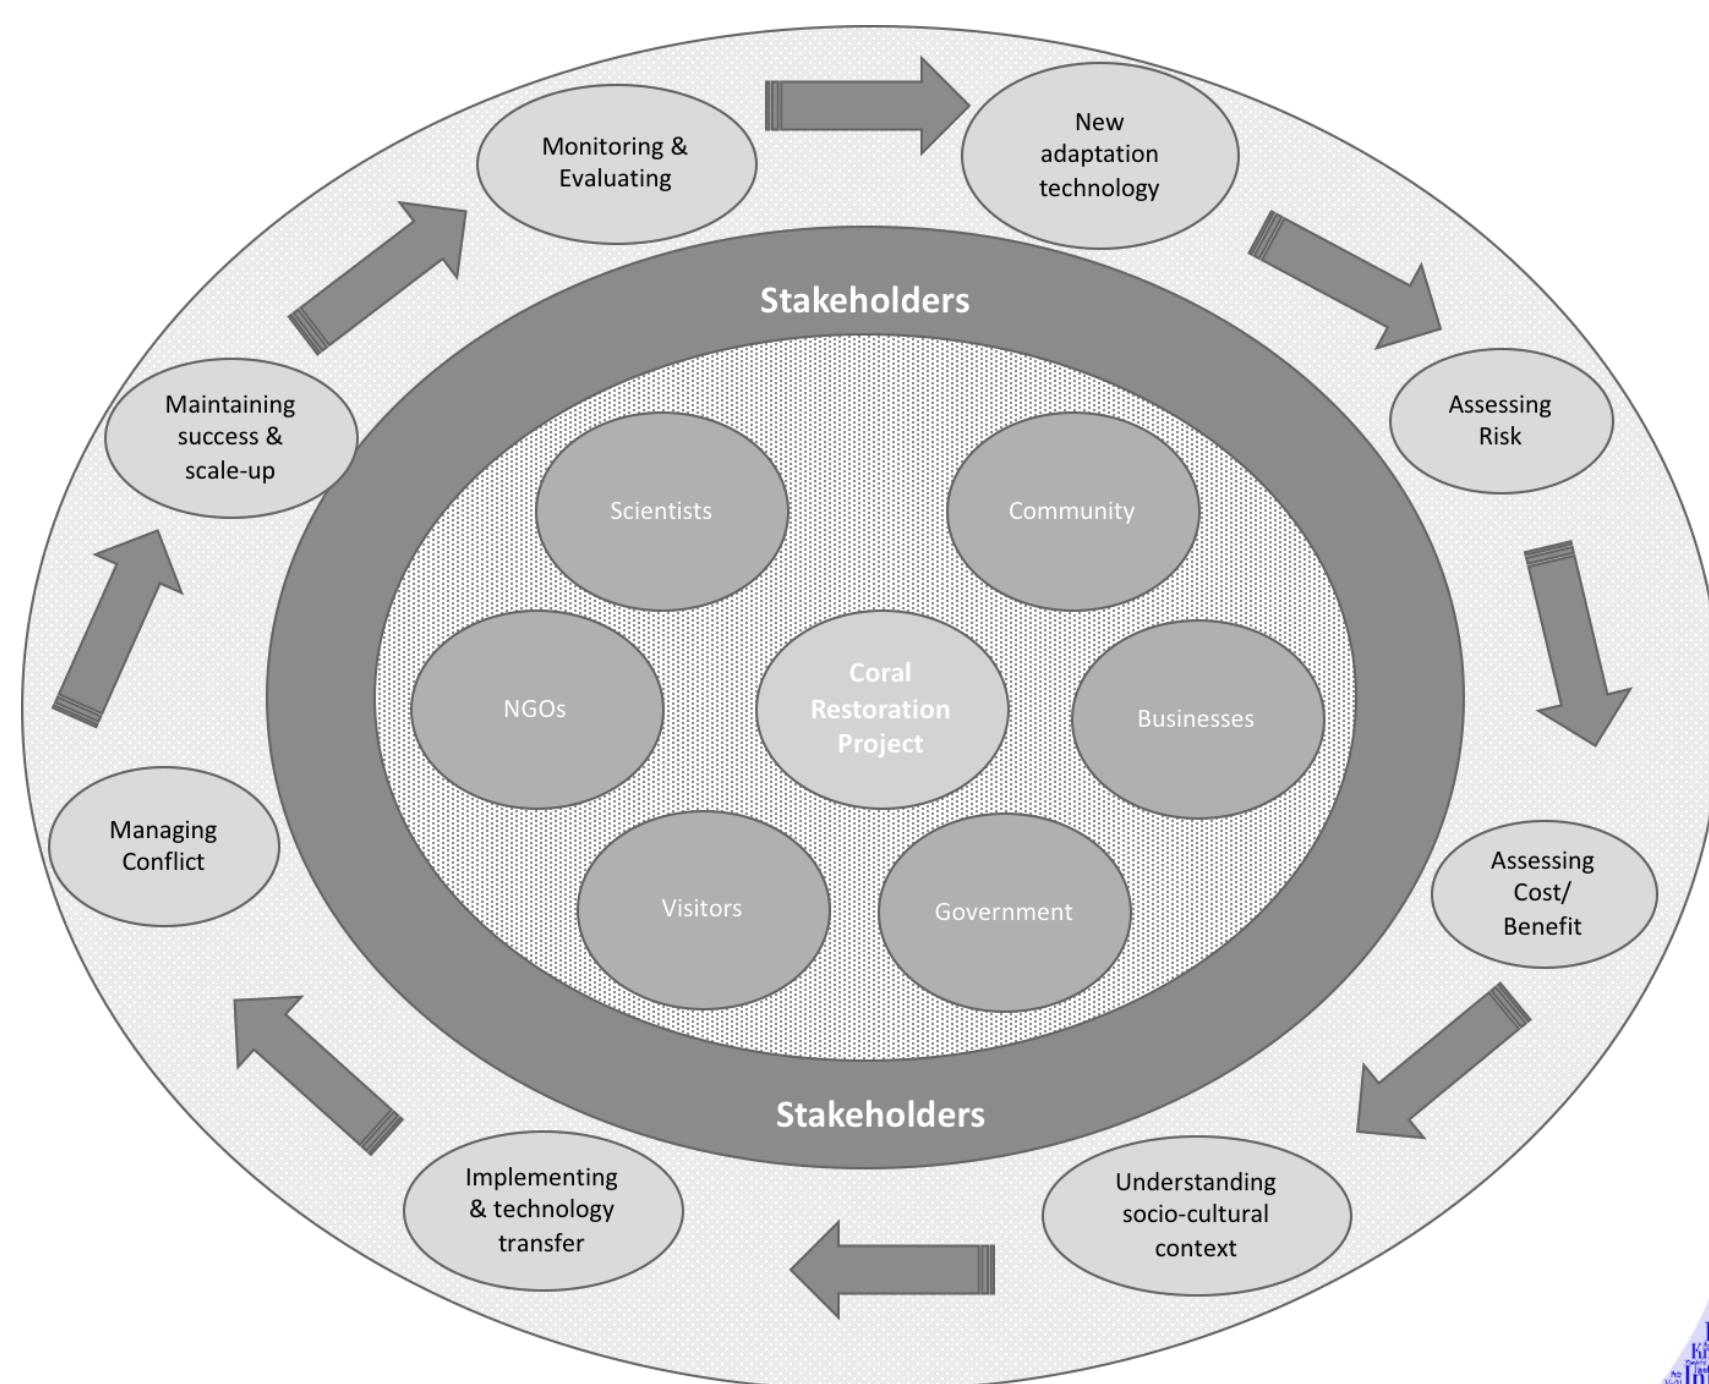 Monitoring &
Evaluating
New
adaptation
technology
Stakeholders
Maintaining
success &
scale-up
Assessing
Risk
Scientists
Community
NGOs
Coral
Restoration
Project
Businesses
Managing
Conflict
Assessing
Cost/
Benefit
Visitors
Government
Stakeholders
Implementing
& technology
transfer
Understanding
socio-cultural
context